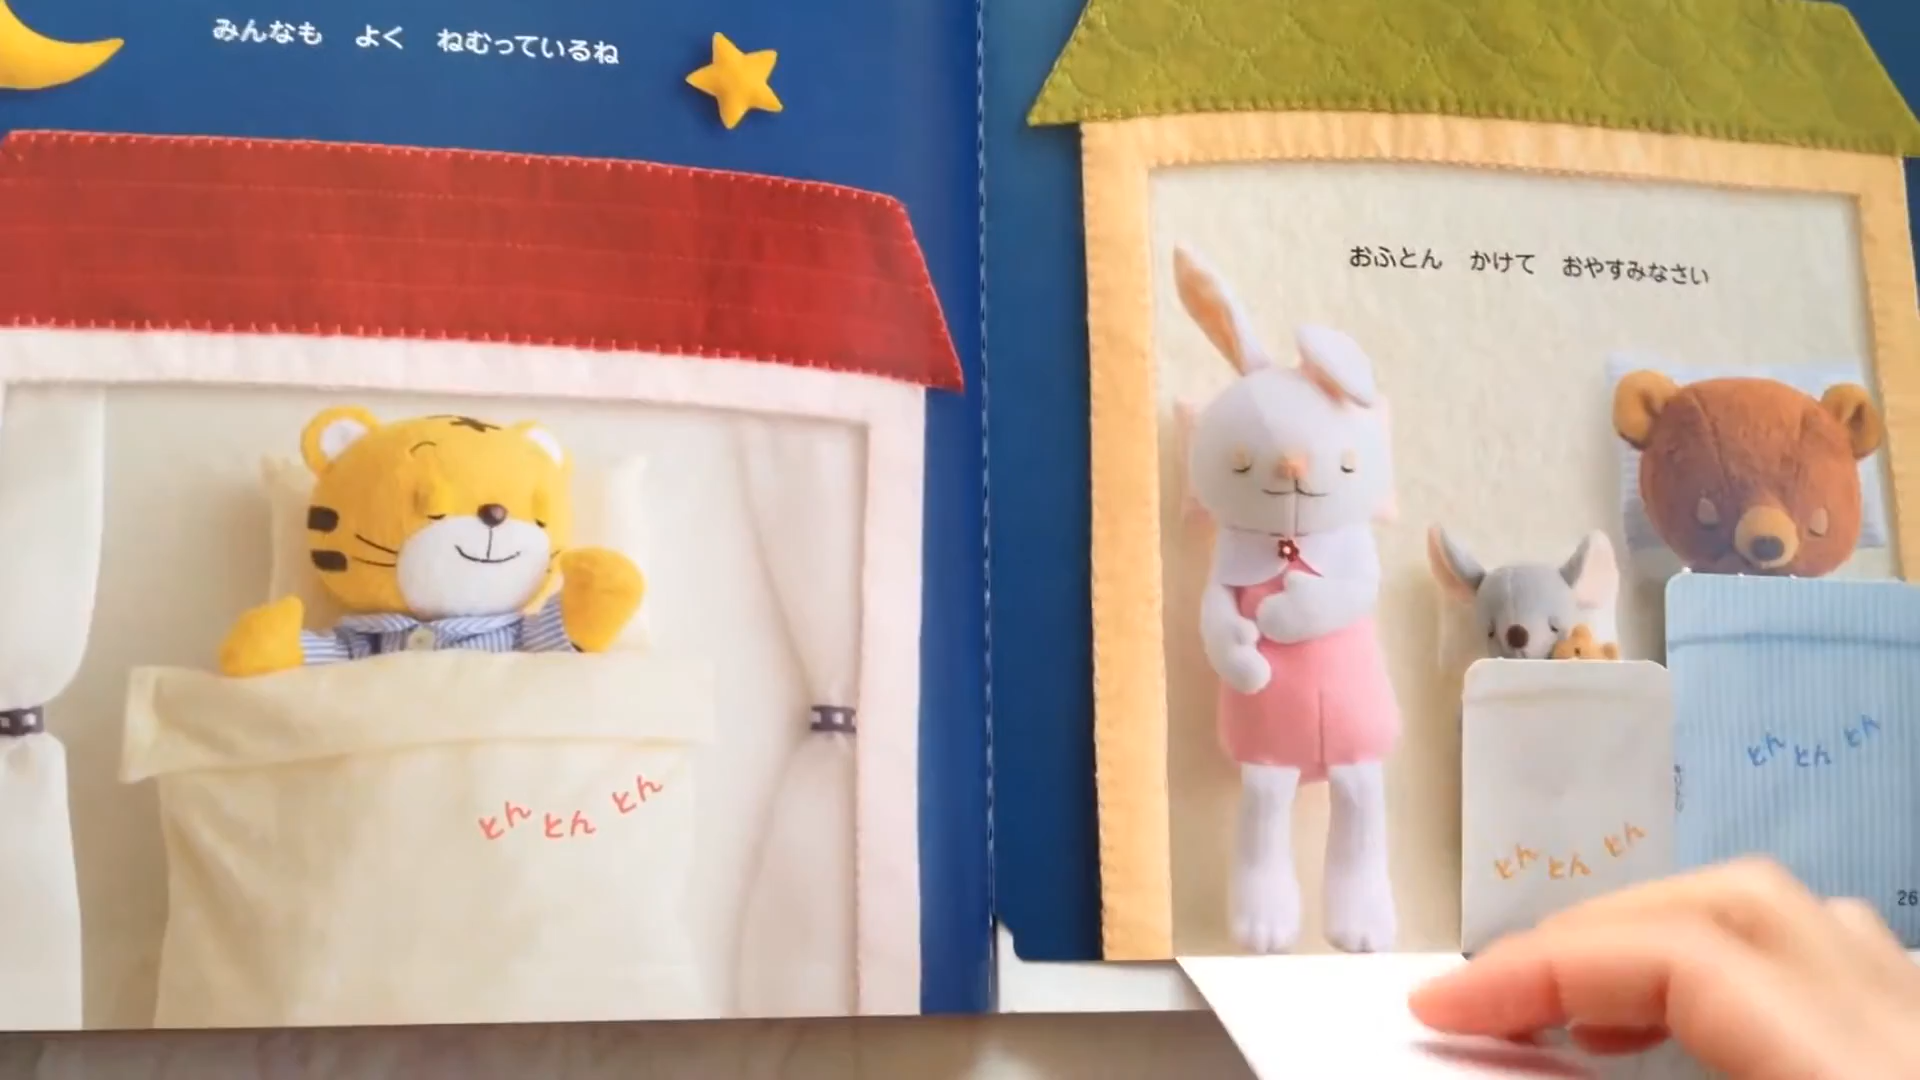 みんなも よく ねむっているね
とん とん とん
おふとん かけて おやすみなさい
とん とん とん
とん とん とん
26